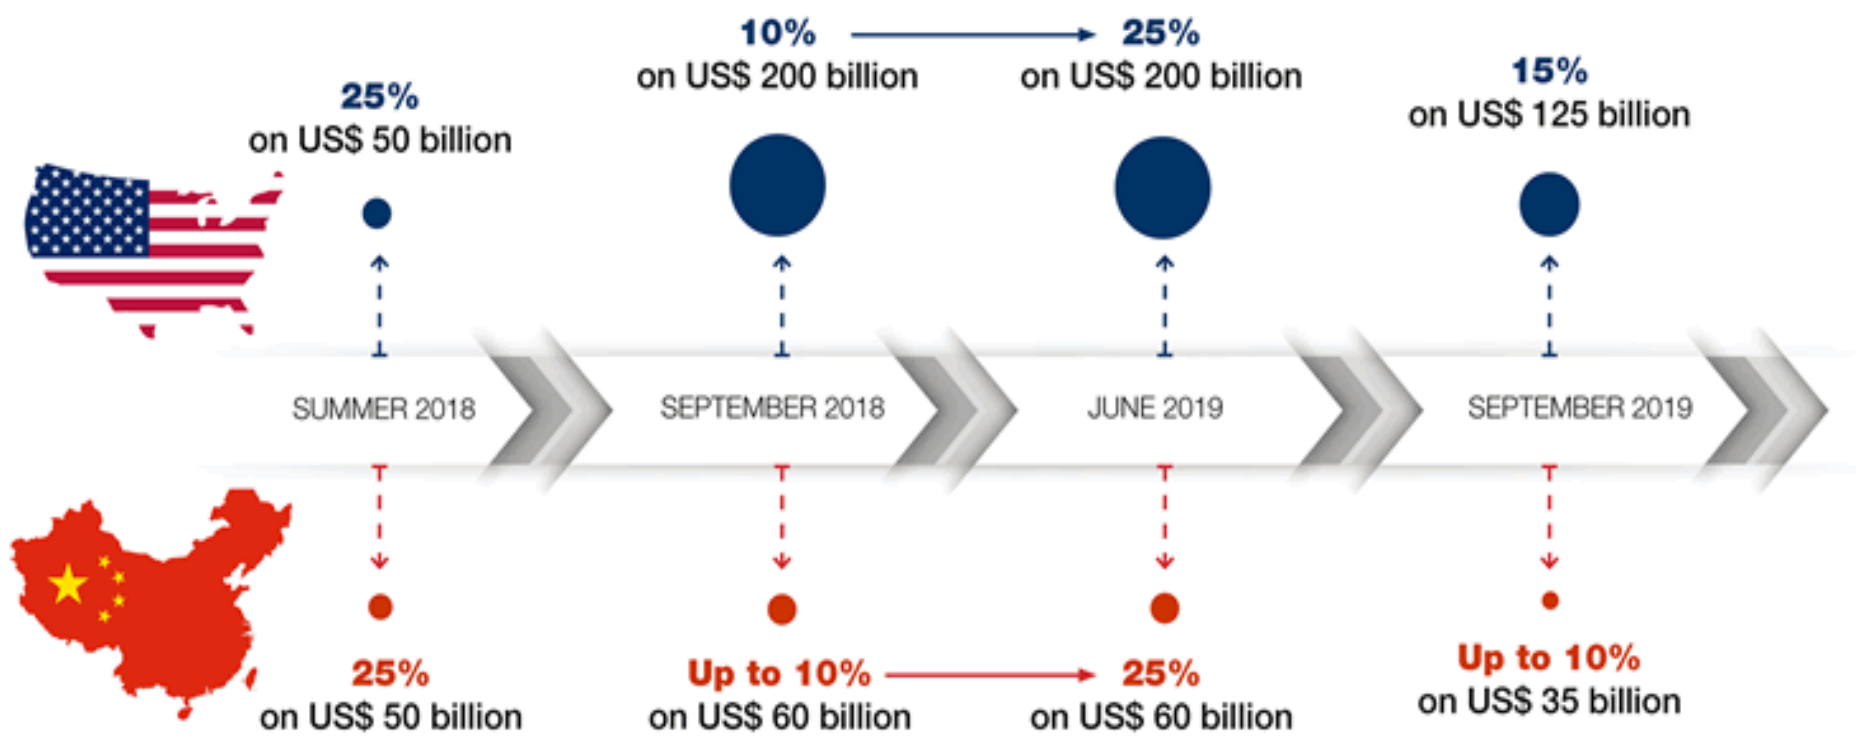 10%
on US$ 200 billion
25%
on US$ 200 billion
15%
on US$ 125 billion
25%
on US$ 50 billion
SUMMER 2018
SEPTEMBER 2018
JUNE 2019
SEPTEMBER 2019
25%
on US$ 50 billion
Up to 10%
on US$ 60 billion
25%
on US$ 60 billion
Up to 10%
on US$ 35 billion